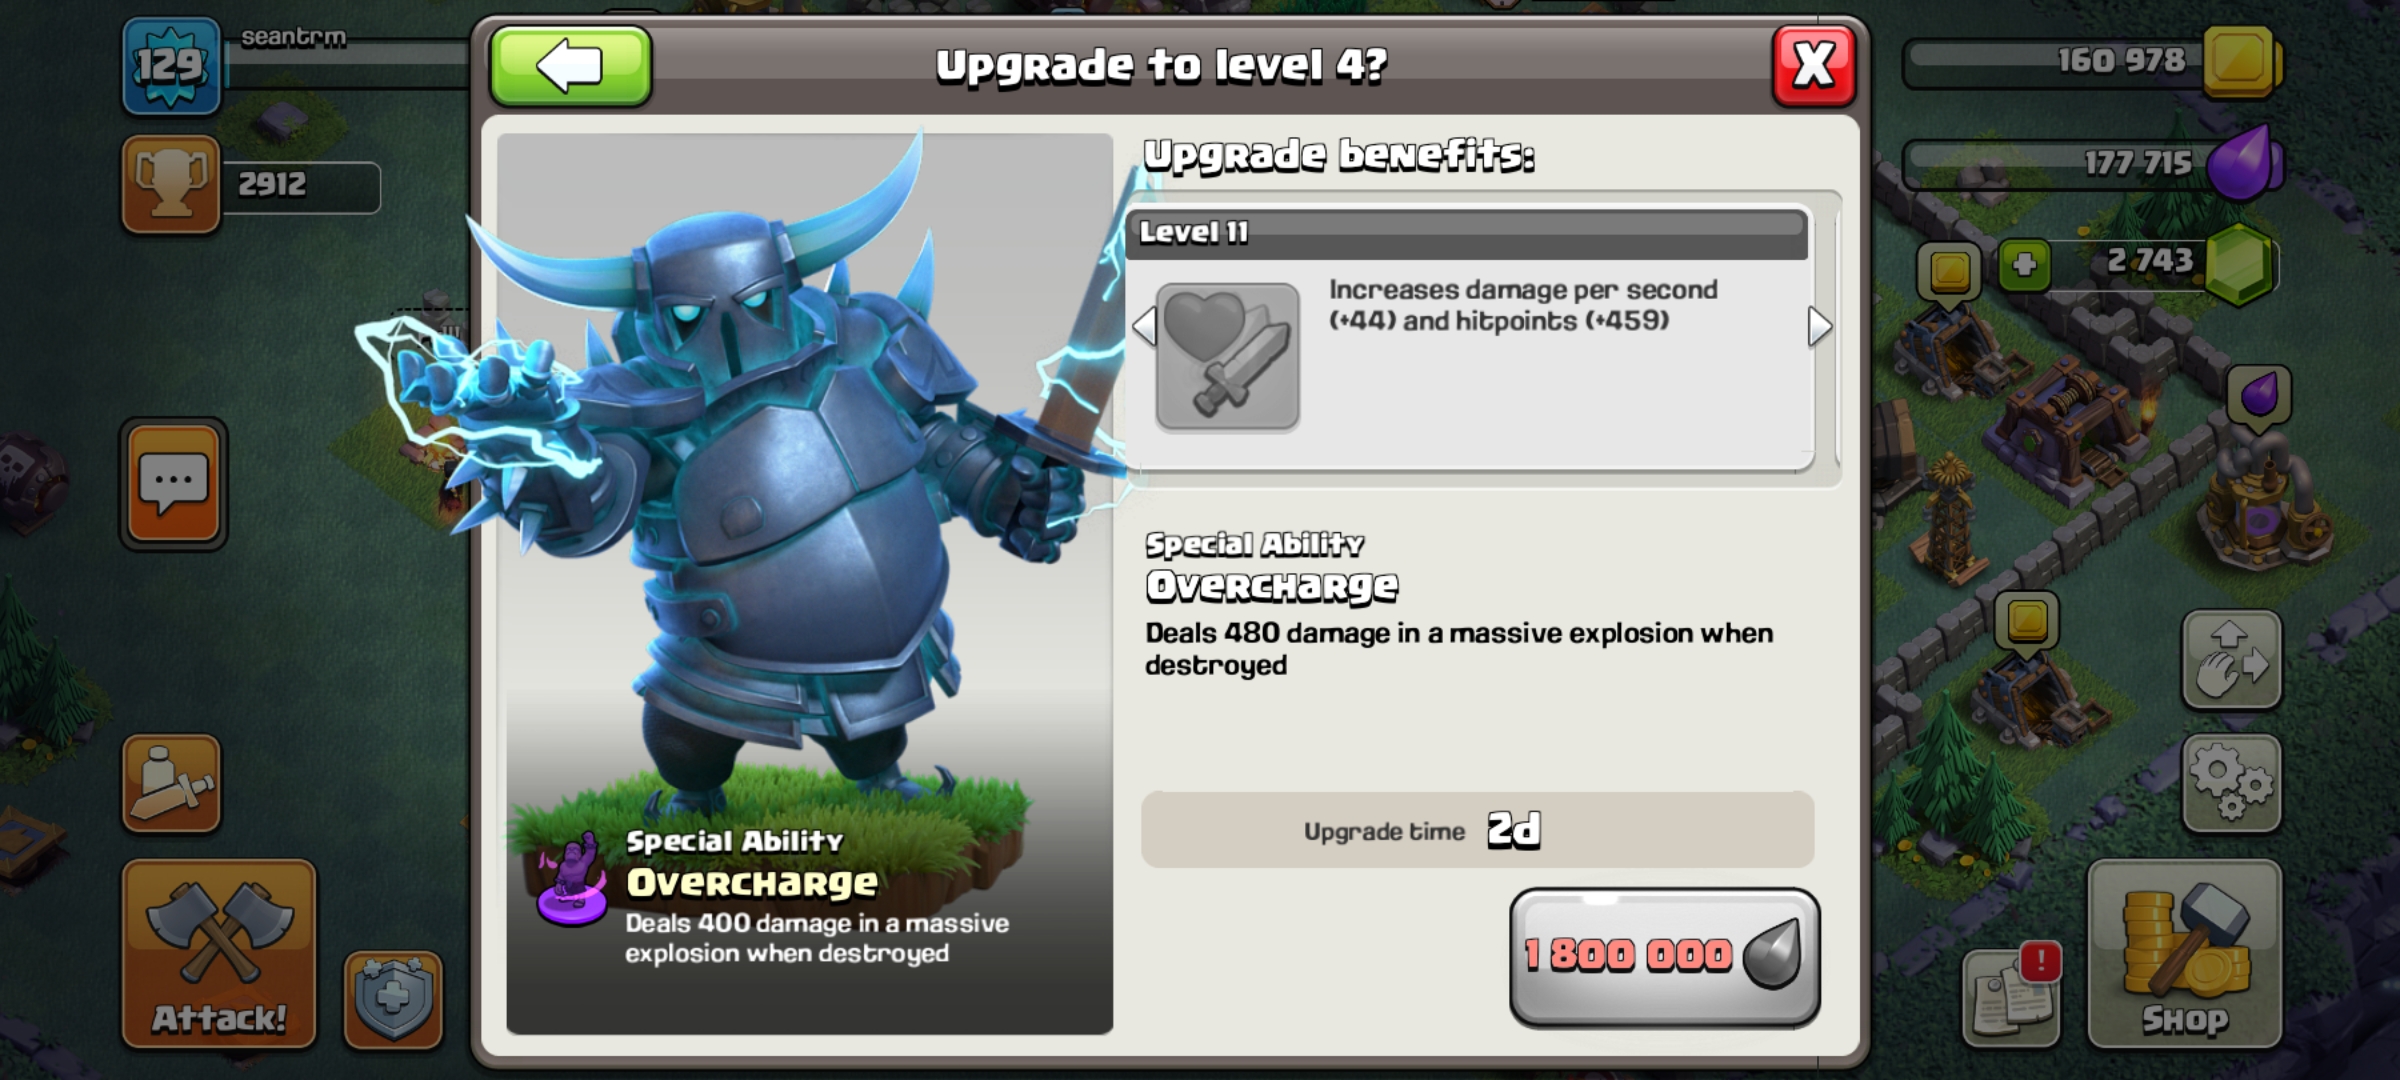 129
seantrm
2912
Upgrade to level 4?
X
160 978
177 715
2 743
Upgrade benefits:
Level 11
Increases damage per second
(+44) and hitpoints (+459)
Special Ability
Overcharge
Deals 480 damage in a massive explosion when
destroyed
Upgrade time 2d
1 800 000
Special Ability
Overcharge
Deals 400 damage in a massive
explosion when destroyed
Attack!
!
Shop